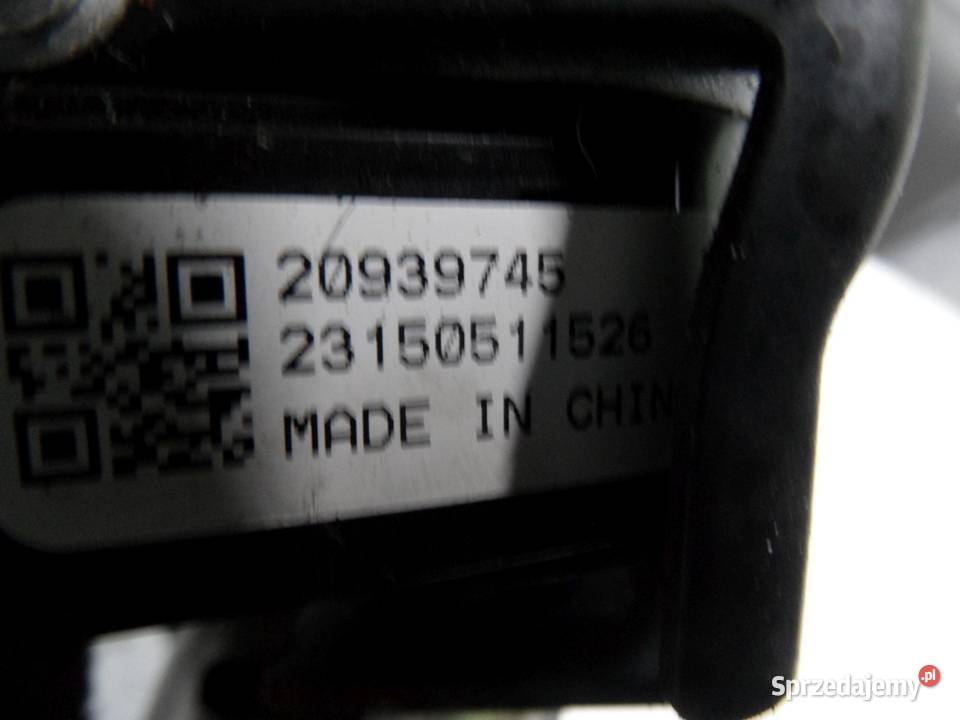 20939745
23150511526
MADE IN CHIN
Sprzedajemy.pl